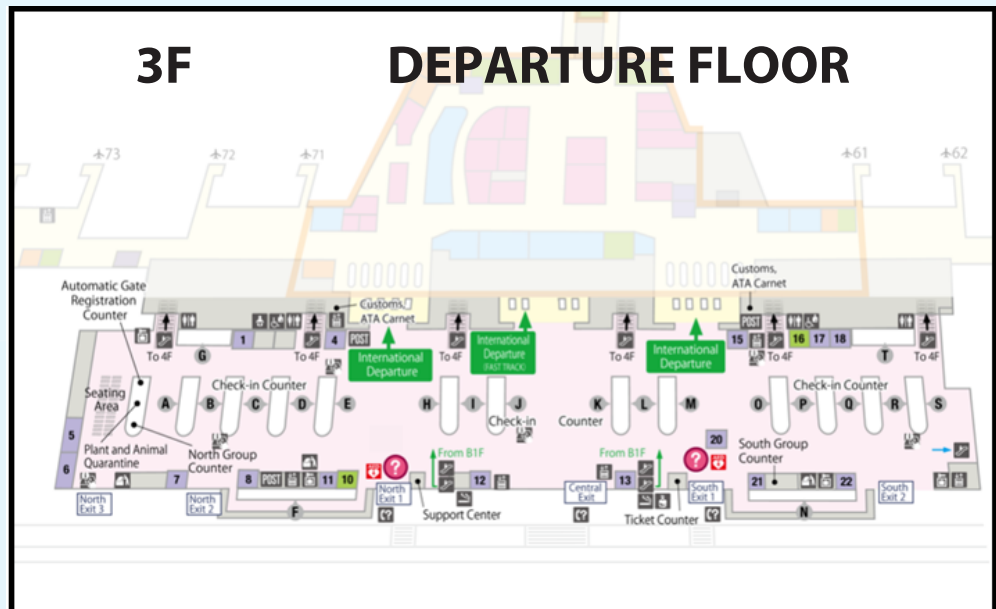 3F DEPARTURE FLOOR
73
72
71
61
62
Automatic Gate
Registration
Counter
Customs,
ATA Carnet
Customs,
ATA Carnet
To 4F
G
1
To 4F
4
POST
International
Departure
To 4F
International
Departure
(FAST TRACK)
To 4F
International
Departure
POST
15
To 4F
16
17
18
T
To 4F
Seating
Area
Check-in Counter
A
B
C
D
E
H
I
J
Check-in
K
Counter
L
M
O
Check-in Counter
P
Q
R
S
5
6
Plant and Animal
Quarantine
North Group
Counter
From B1F
From B1F
20
South Group
Counter
7
8
POST
11
10
?
12
13
?
21
22
North
Exit 3
North
Exit 2
F
North
Exit 1
Support Center
Central
Exit
Ticket Counter
South
Exit 1
N
South
Exit 2
?
?
?